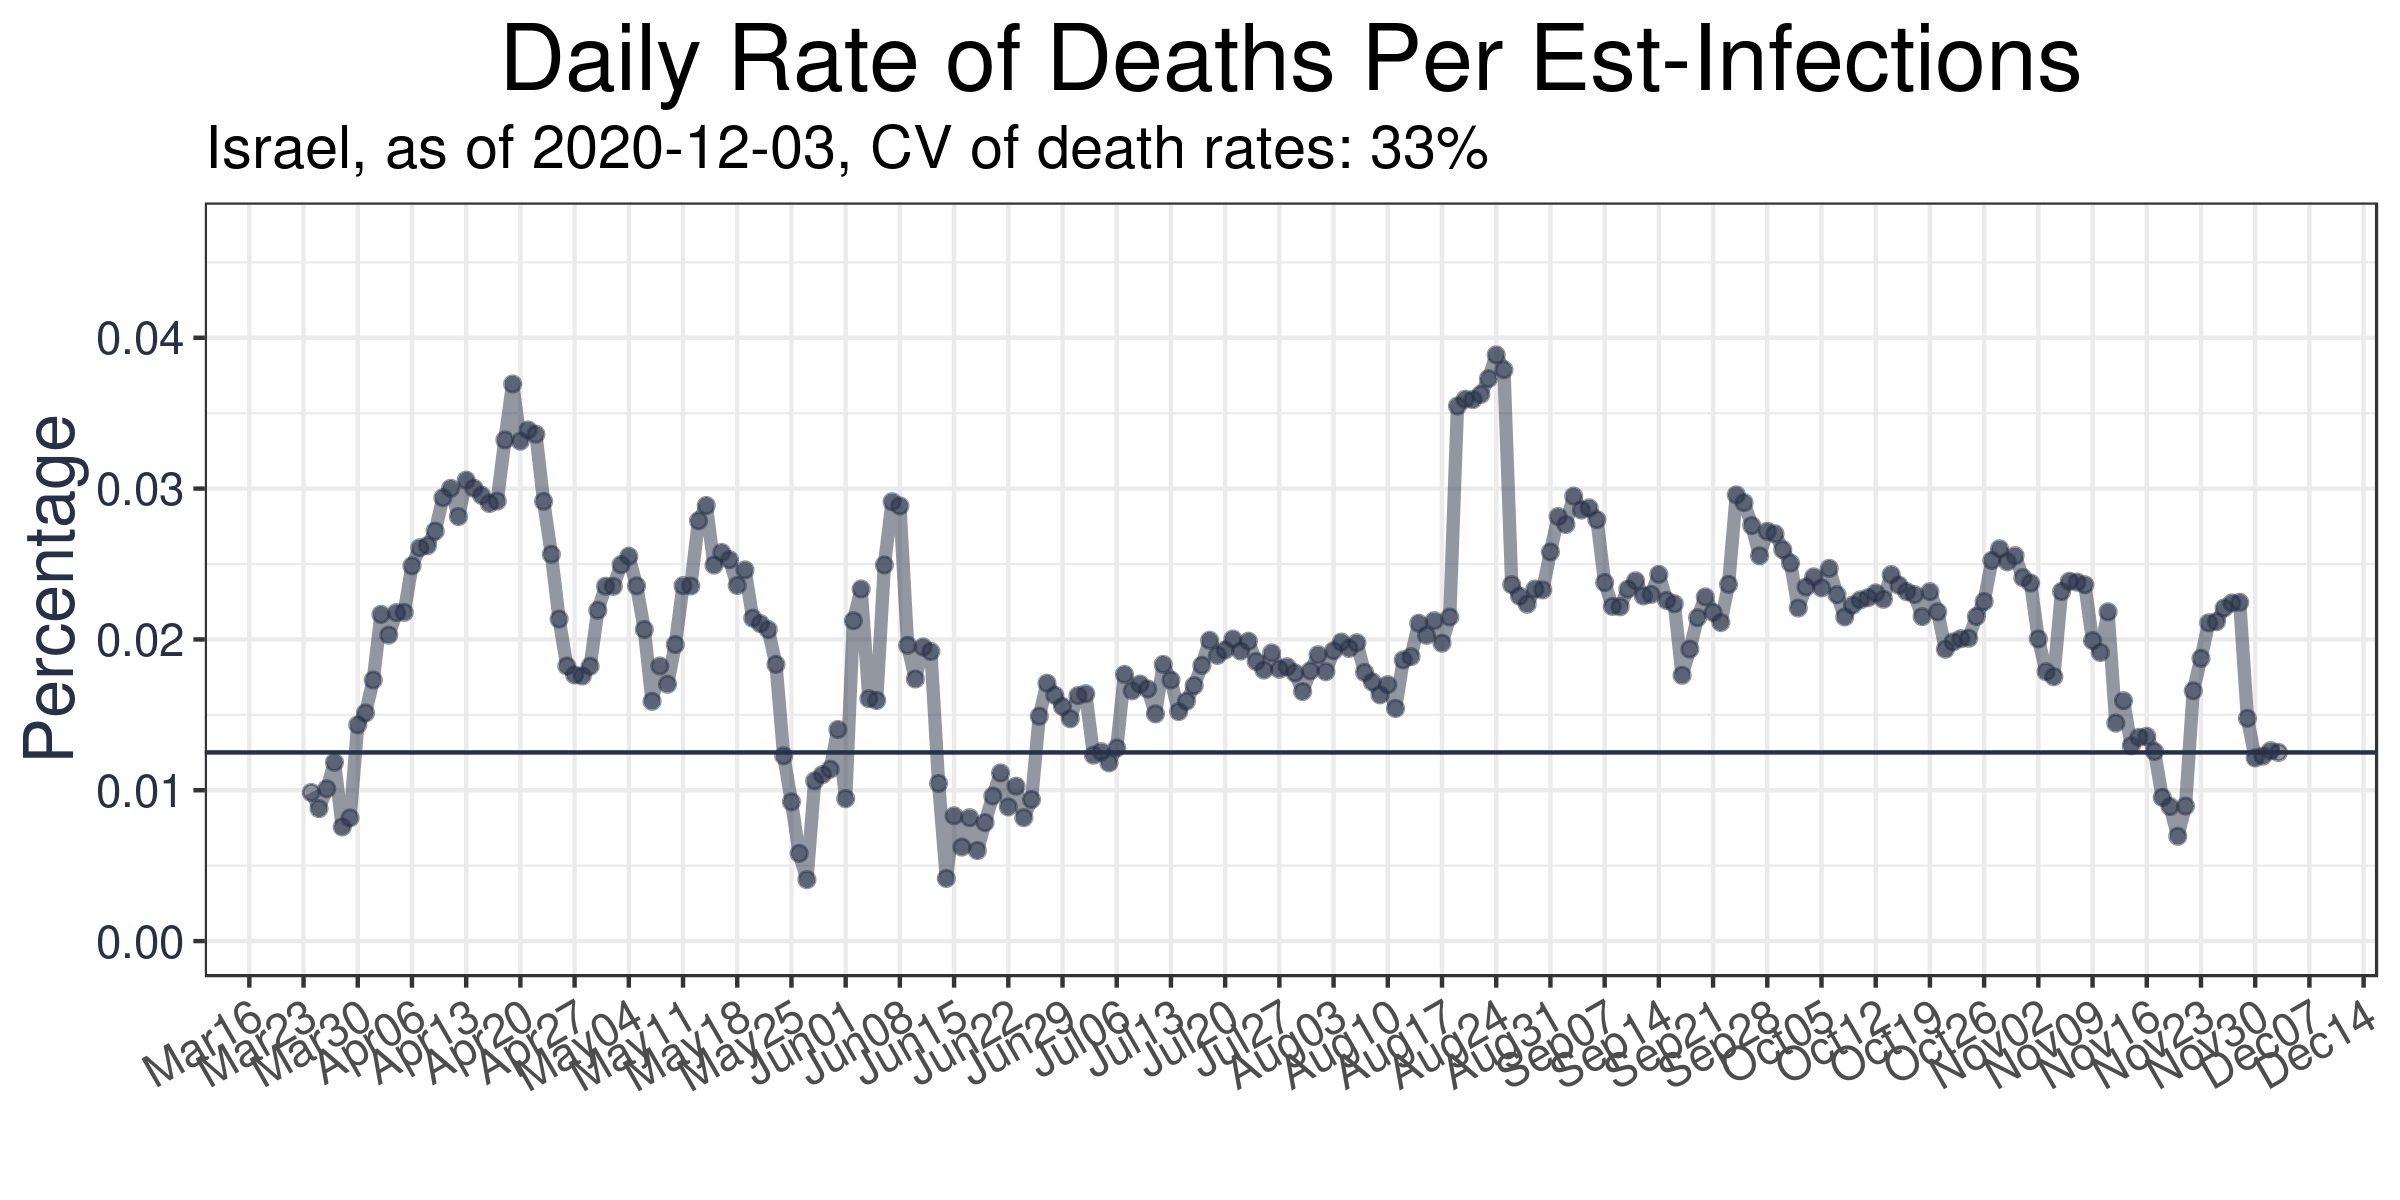 Daily Rate of Deaths Per Est-Infections
Israel, as of 2020-12-03, CV of death rates: 33%
Percentage
0.04
0.03
0.02
0.01
0.00
Mar16
Mar23
Mar30
Apr06
Apr13
Apr20
Apr27
May04
May11
May18
May25
Jun01
Jun08
Jun15
Jun22
Jun29
Jul06
Jul13
Jul20
Jul27
Aug03
Aug10
Aug17
Aug24
Aug31
Sep07
Sep14
Sep21
Sep28
Oct05
Oct12
Oct19
Oct26
Nov02
Nov09
Nov16
Nov23
Nov30
Dec07
Dec14